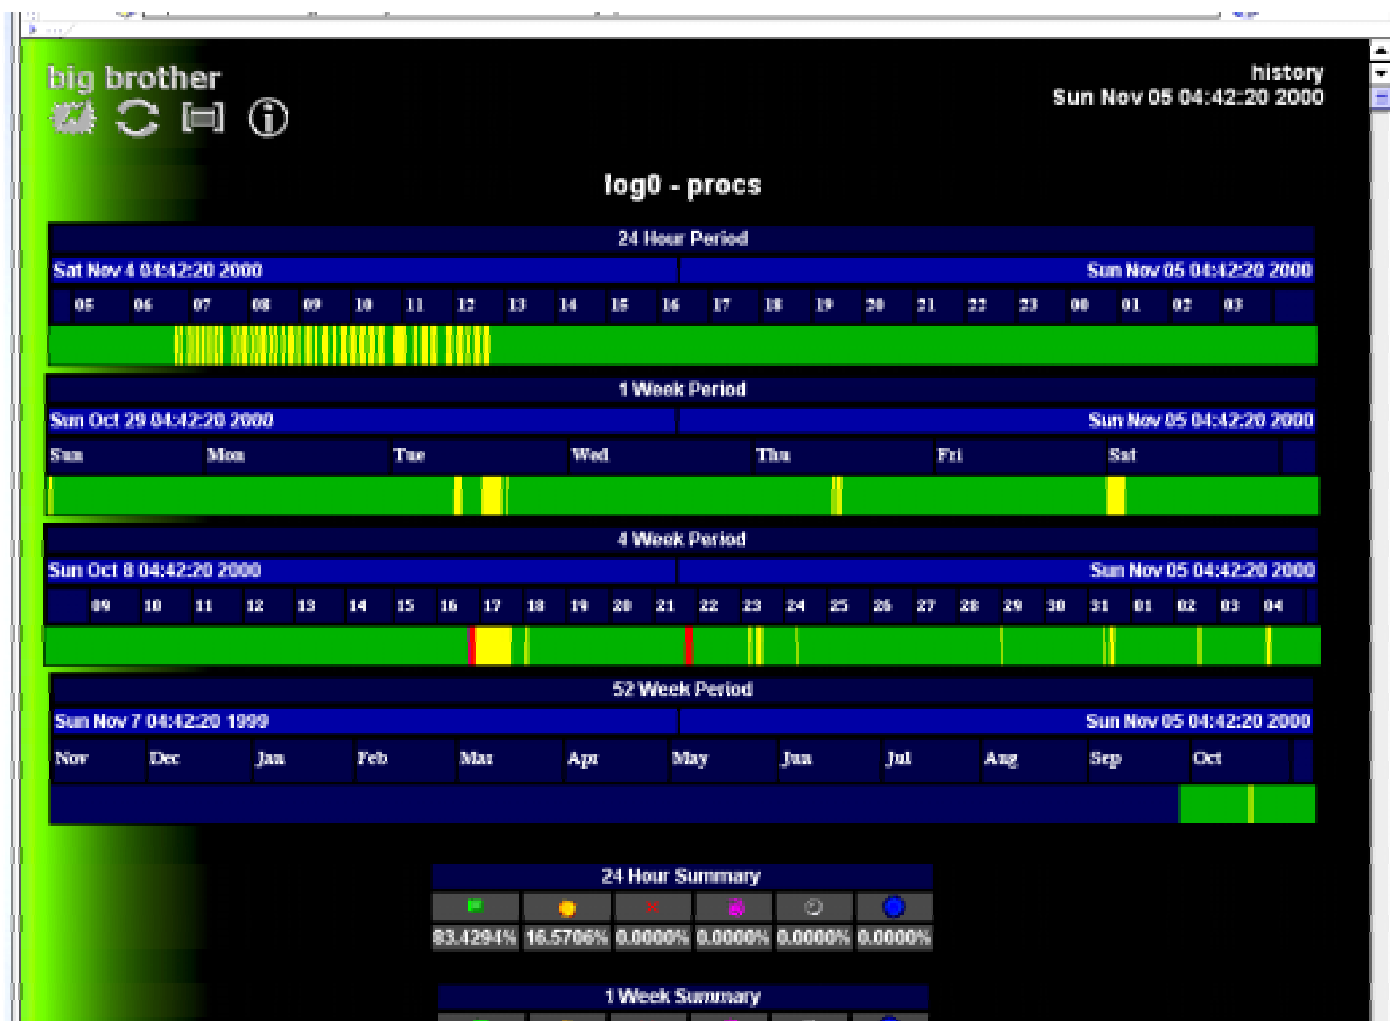 big brother
history
Sun Nov 05 04:42:20 2000
log0 - procs
24 Hour Period
Sat Nov 4 04:42:20 2000 Sun Nov 05 04:42:20 2000
05 06 07 08 09 10 11 12 13 14 15 16 17 18 19 20 21 22 23 00 01 02 03
1 Week Period
Sun Oct 29 04:42:20 2000 Sun Nov 05 04:42:20 2000
Sun Mon Tue Wed Thu Fri Sat
4 Week Period
Sun Oct 8 04:42:20 2000 Sun Nov 05 04:42:20 2000
09 10 11 12 13 14 15 16 17 18 19 20 21 22 23 24 25 26 27 28 29 30 31 01 02 03 04
52 Week Period
Sun Nov 7 04:42:20 1999 Sun Nov 05 04:42:20 2000
Nov Dec Jan Feb Mar Apr May Jun Jul Aug Sep Oct
24 Hour Summary
83.4294% 16.5706% 0.0000% 0.0000% 0.0000% 0.0000%
1 Week Summary